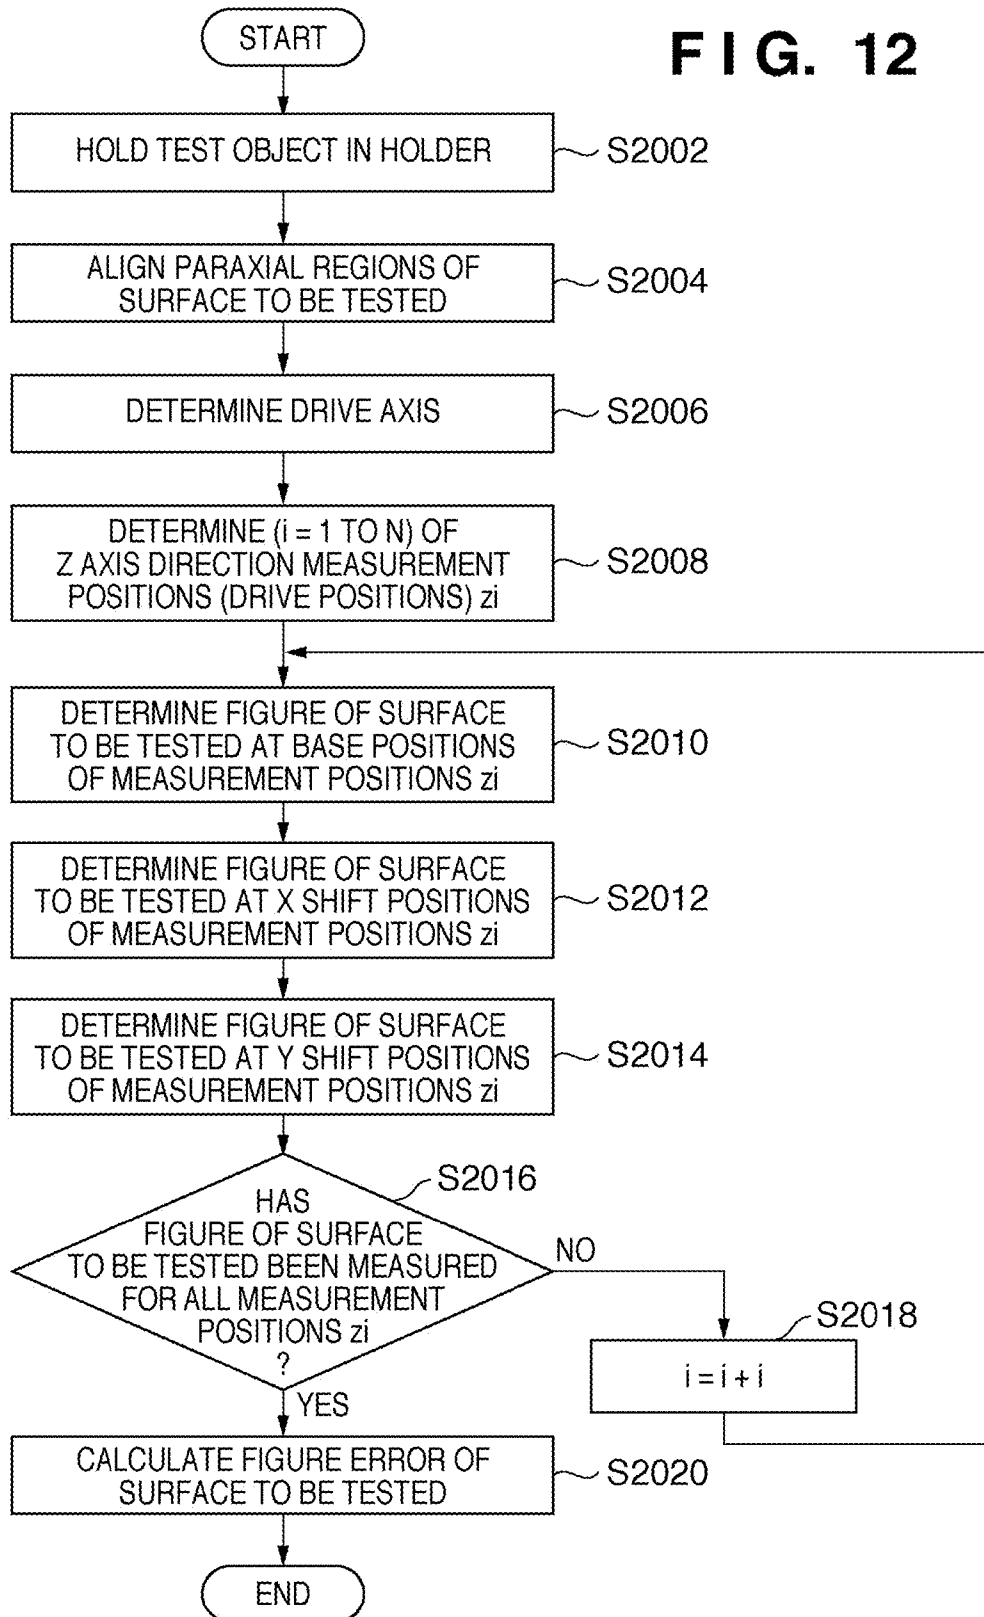 START
FIG. 12
HOLD TEST OBJECT IN HOLDER
S2002
ALIGN PARAXIAL REGIONS OF
SURFACE TO BE TESTED
S2004
DETERMINE DRIVE AXIS
S2006
DETERMINE (i = 1 TO N) OF
Z AXIS DIRECTION MEASUREMENT
POSITIONS (DRIVE POSITIONS) zi
S2008
DETERMINE FIGURE OF SURFACE
TO BE TESTED AT BASE POSITIONS
OF MEASUREMENT POSITIONS zi
S2010
DETERMINE FIGURE OF SURFACE
TO BE TESTED AT X SHIFT POSITIONS
OF MEASUREMENT POSITIONS zi
S2012
DETERMINE FIGURE OF SURFACE
TO BE TESTED AT Y SHIFT POSITIONS
OF MEASUREMENT POSITIONS zi
S2014
S2016
HAS
FIGURE OF SURFACE
TO BE TESTED BEEN MEASURED
FOR ALL MEASUREMENT
POSITIONS zi
?
NO
S2018
i = i + i
YES
CALCULATE FIGURE ERROR OF
SURFACE TO BE TESTED
S2020
END